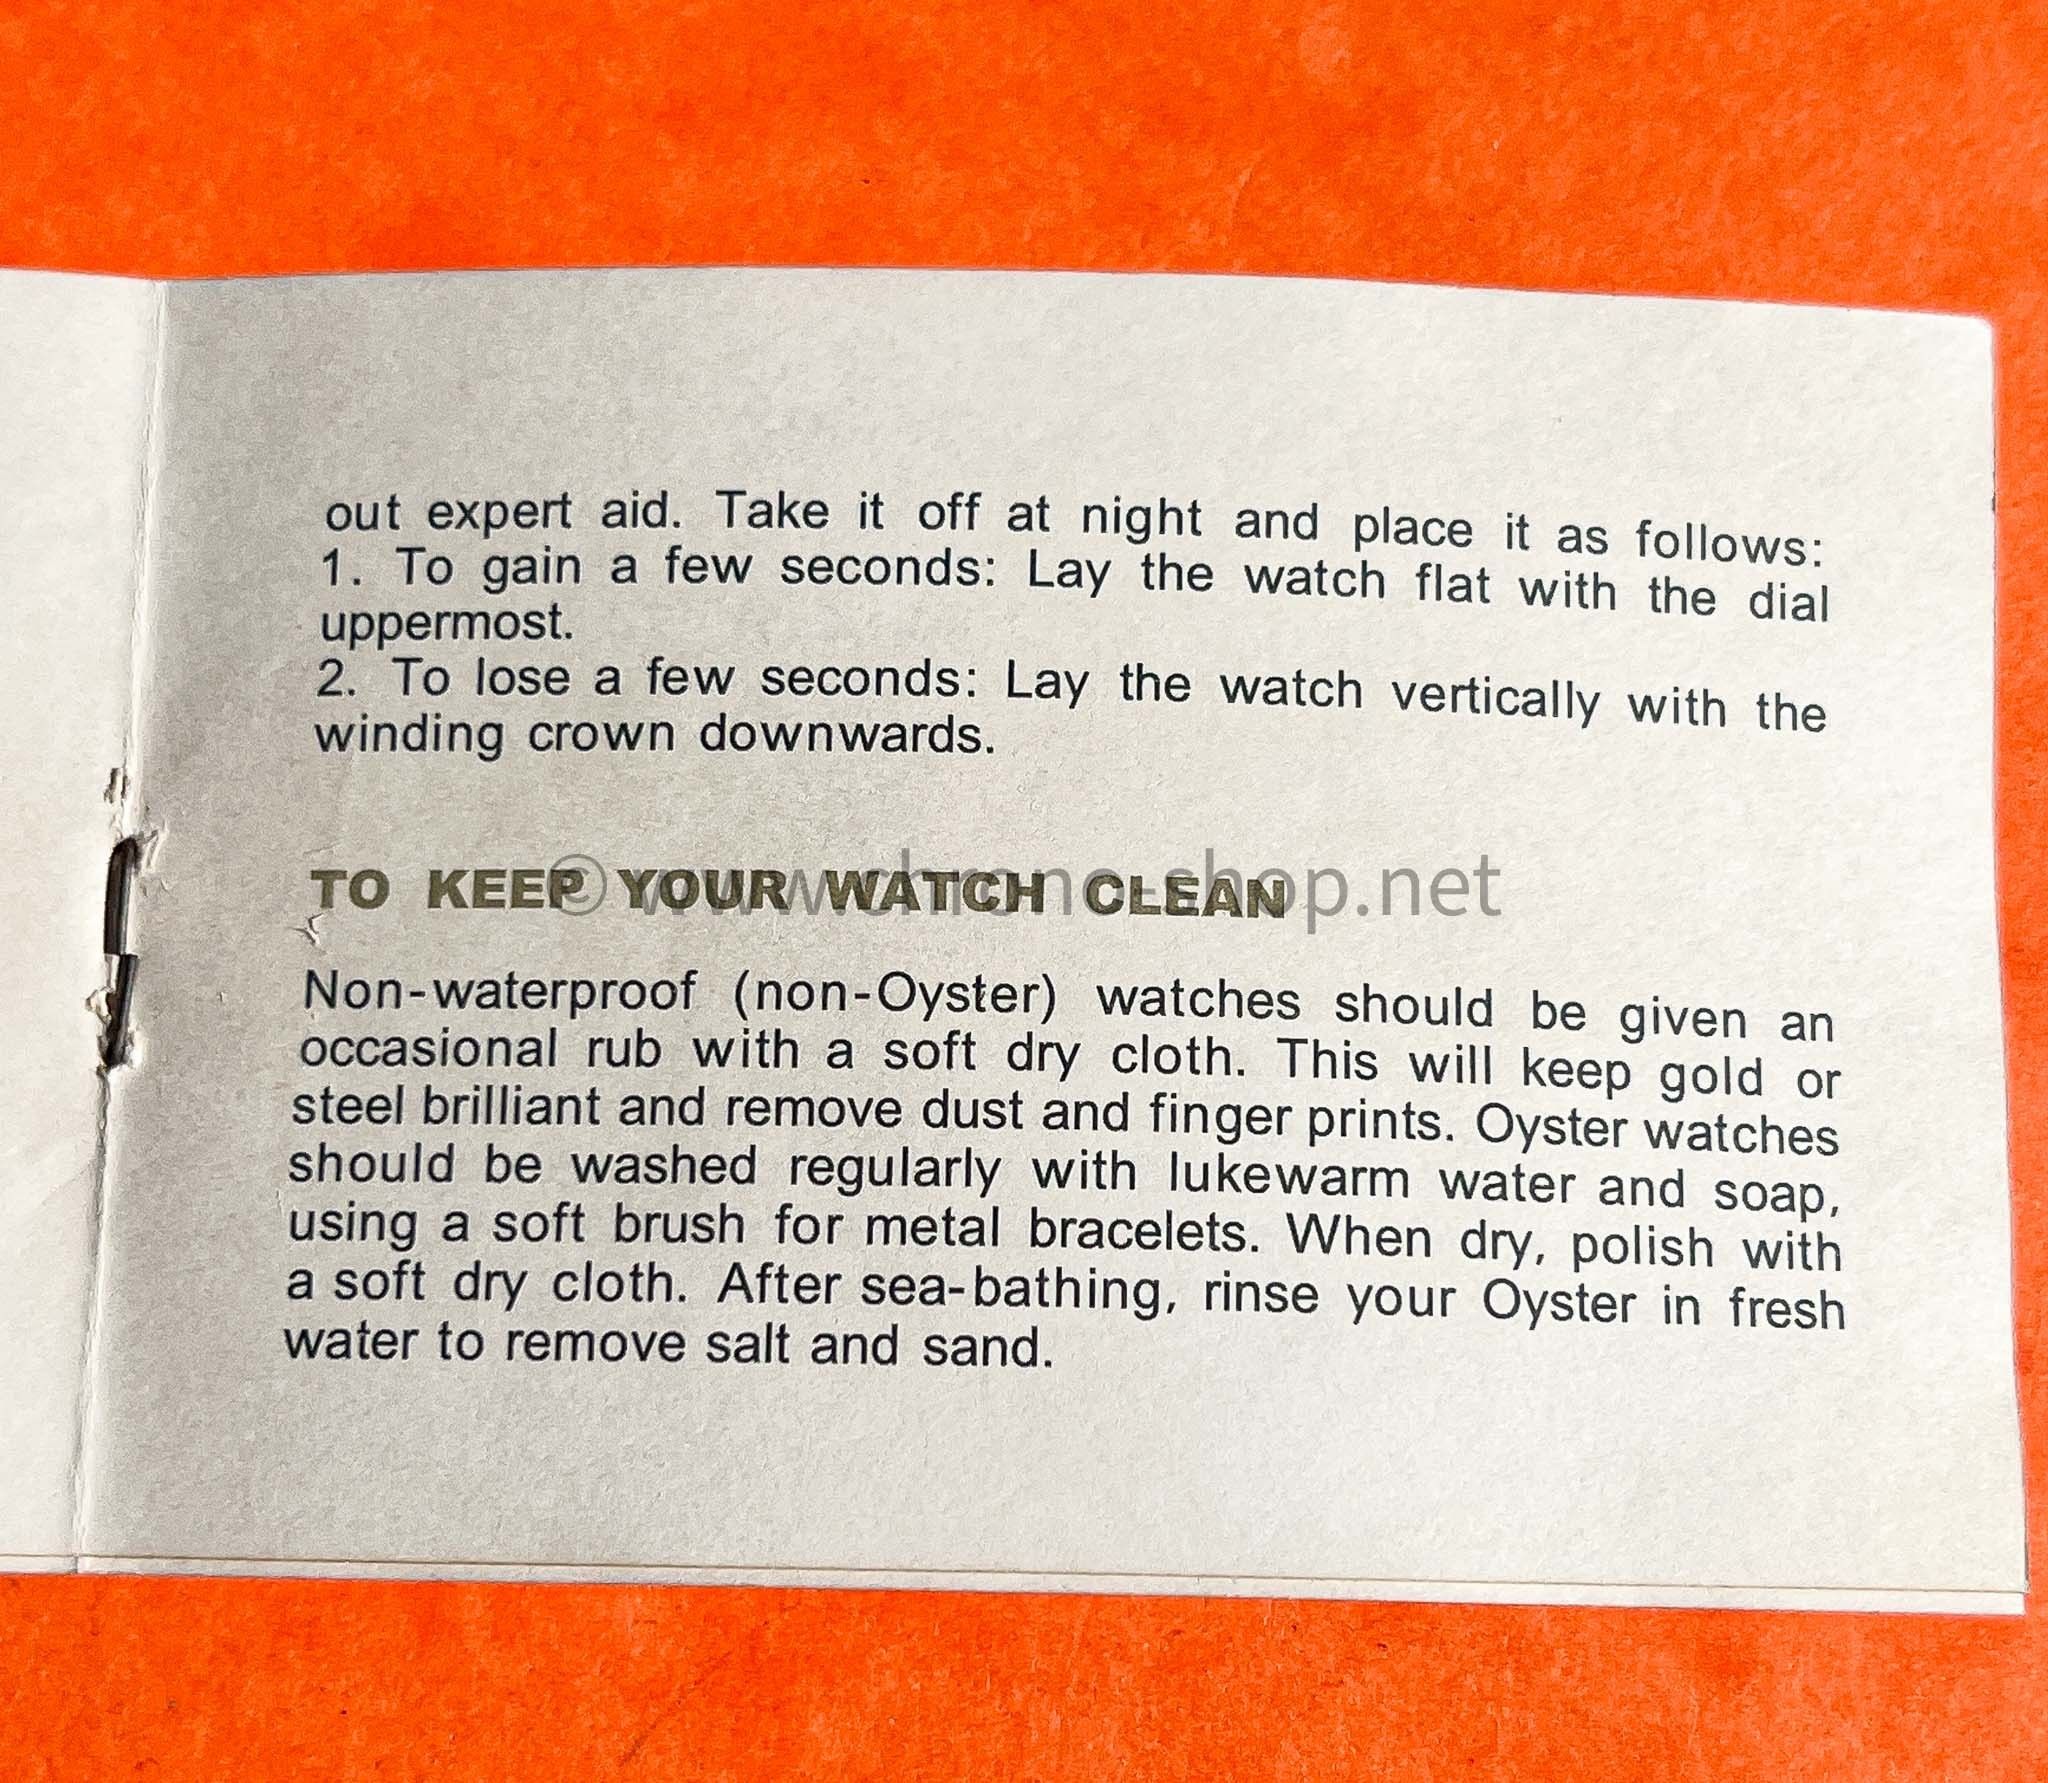 out expert aid. Take it off at night and place it as follows:
1. To gain a few seconds: Lay the watch flat with the dial
uppermost.
2. To lose a few seconds: Lay the watch vertically with the
winding crown downwards.
TO KEEP YOUR WATCH CLEAN
© www.chrono-shop.net
Non-waterproof (non-Oyster) watches should be given an
occasional rub with a soft dry cloth. This will keep gold or
steel brilliant and remove dust and finger prints. Oyster watches
should be washed regularly with lukewarm water and soap,
using a soft brush for metal bracelets. When dry, polish with
a soft dry cloth. After sea-bathing, rinse your Oyster in fresh
water to remove salt and sand.